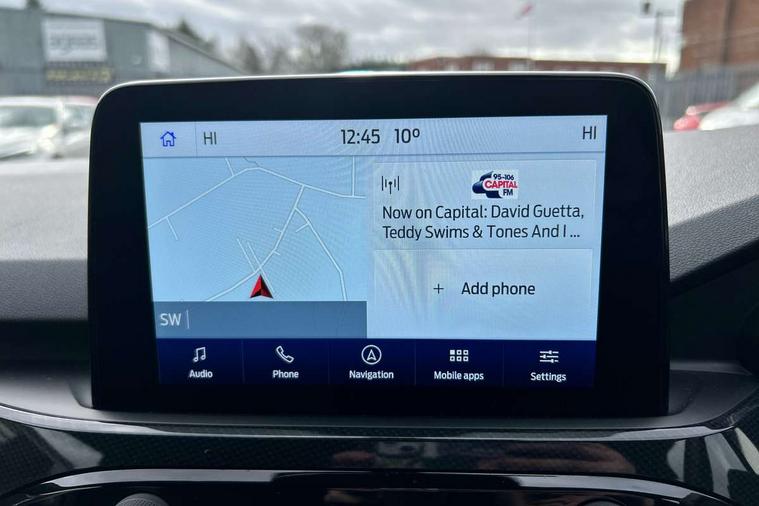 HI
12:45 10°
HI
95-106
CAPITAL
FM
Now on Capital: David Guetta,
Teddy Swims & Tones And I ...
+ Add phone
SW
Audio
Phone
Navigation
Mobile apps
Settings